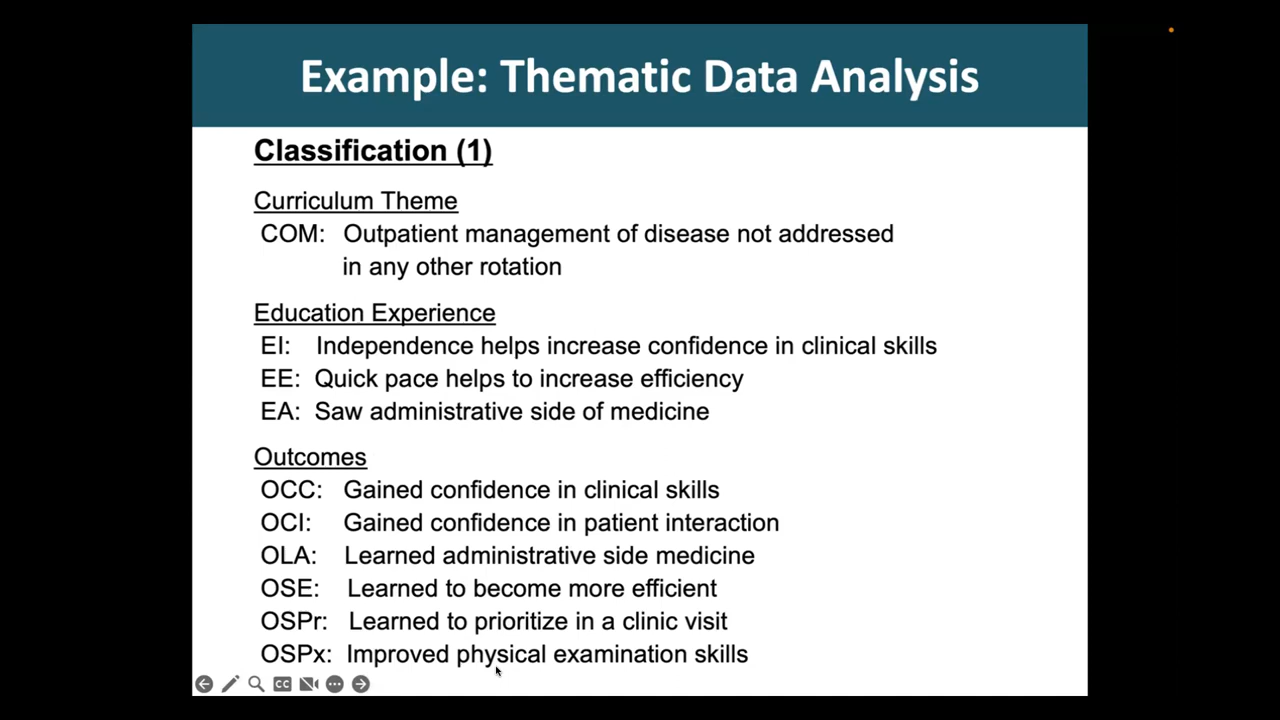 Example: Thematic Data Analysis
Classification (1)
Curriculum Theme
COM: Outpatient management of disease not addressed
in any other rotation
Education Experience
EI: Independence helps increase confidence in clinical skills
EE: Quick pace helps to increase efficiency
EA: Saw administrative side of medicine
Outcomes
OCC: Gained confidence in clinical skills
OCI: Gained confidence in patient interaction
OLA: Learned administrative side medicine
OSE: Learned to become more efficient
OSPr: Learned to prioritize in a clinic visit
OSPx: Improved physical examination skills
CC